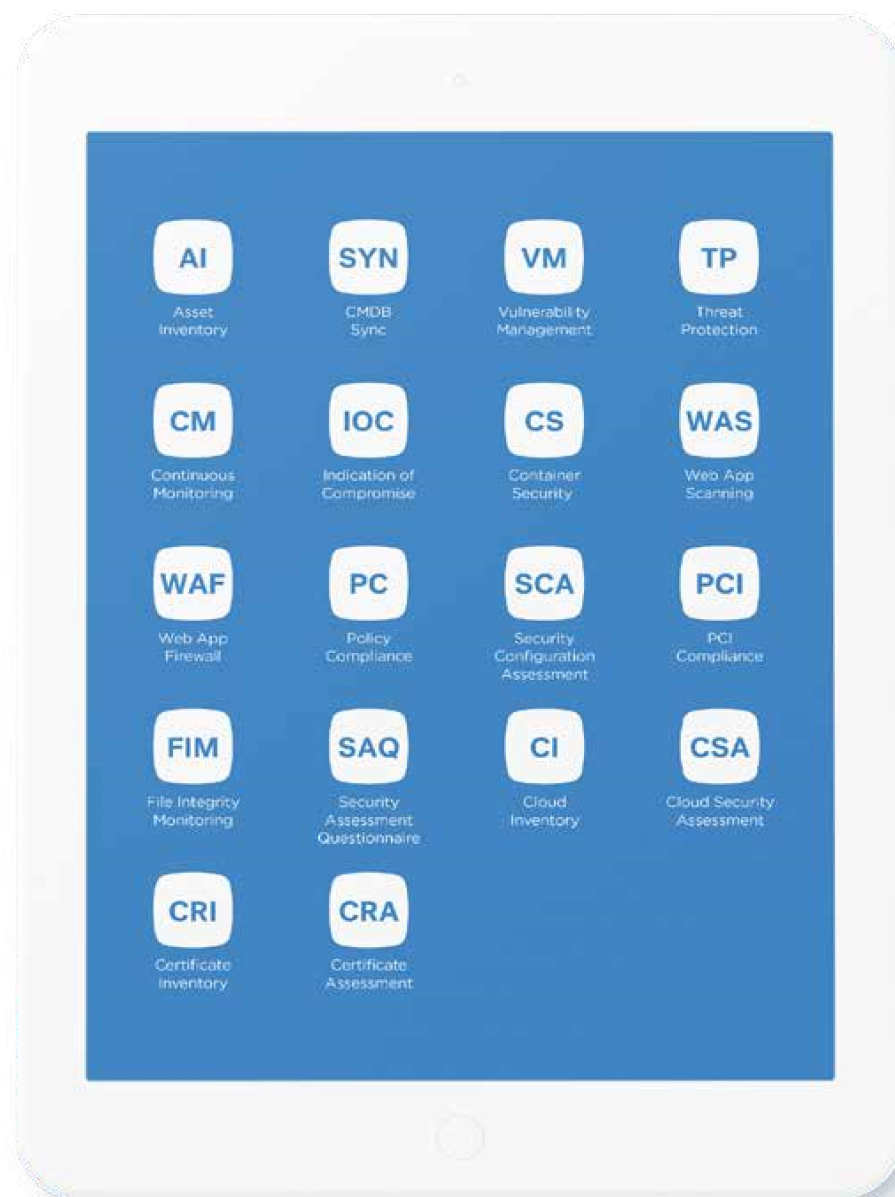 AI SYN VM TP
Asset CMDB Vulnerability Threat
Inventory Sync Management Protection
CM IOC CS WAS
Continuous Indication of Container Web App
Monitoring Compromise Security Scanning
WAF PC SCA PCI
Web App Policy Security PCI
Firewall Compliance Configuration Compliance
Assessment
FIM SAQ CI CSA
File Integrity Security Cloud Cloud Security
Monitoring Assessment Inventory Assessment
Questionnaire
CRI CRA
Certificate Certificate
Inventory Assessment